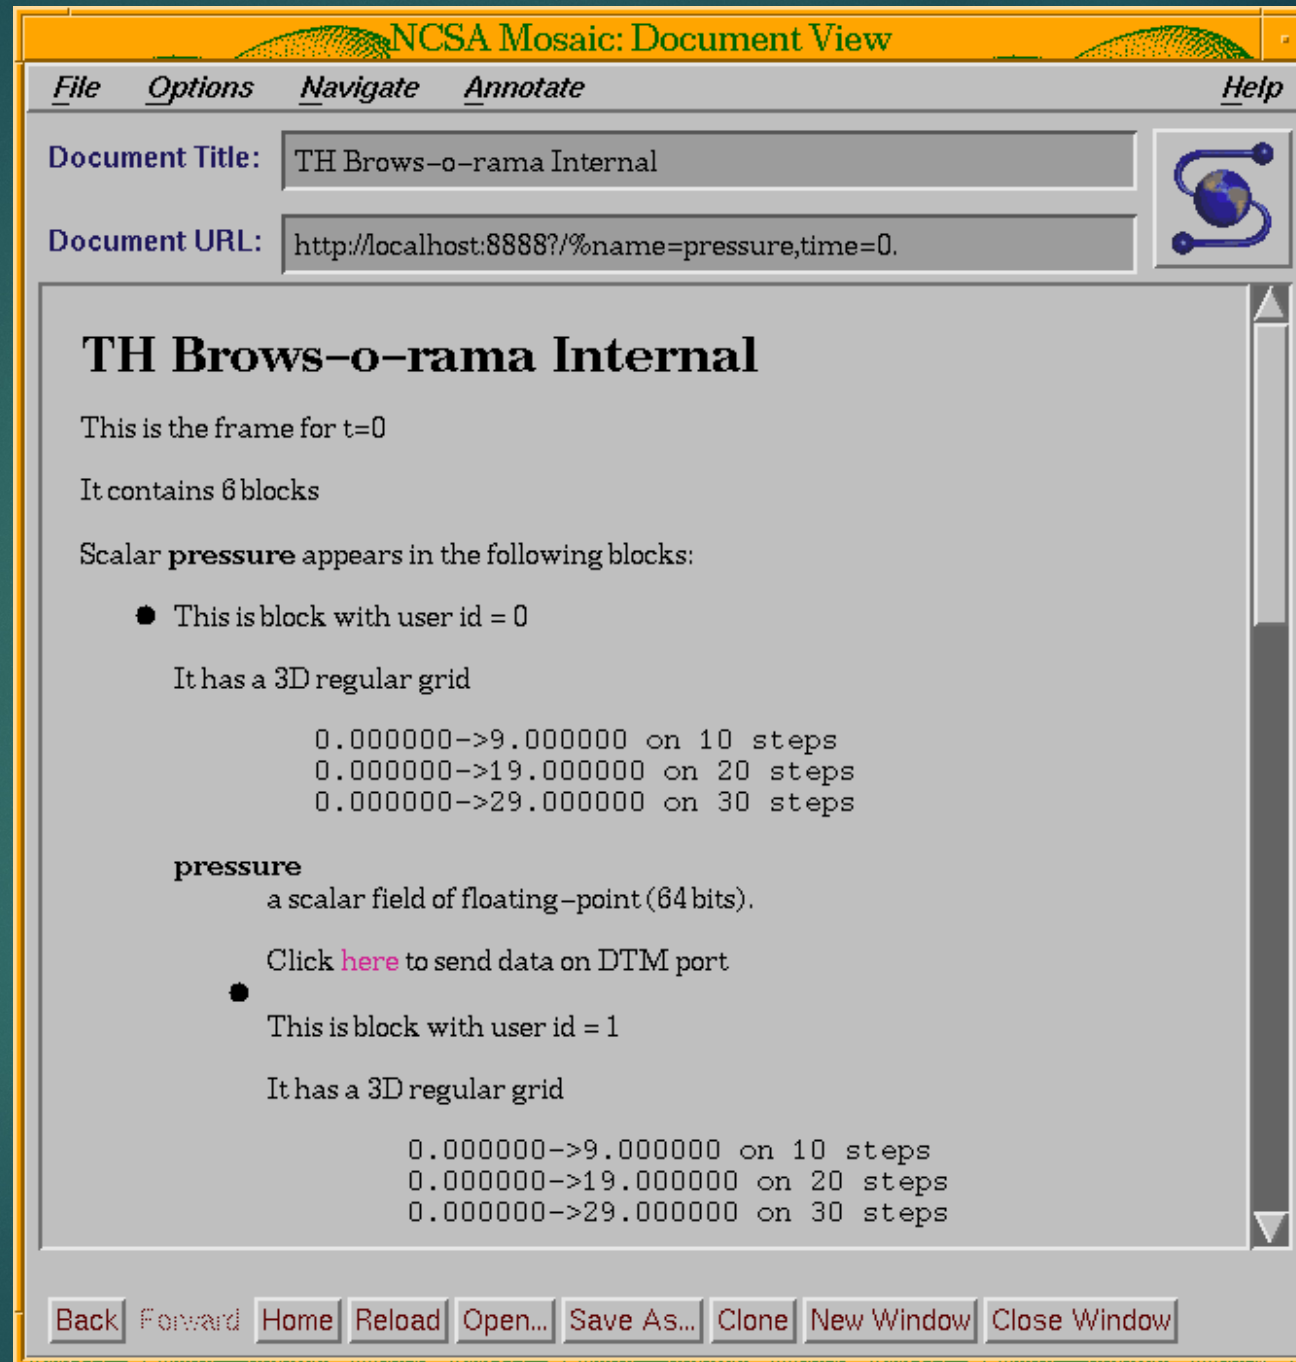 NCSA Mosaic: Document View
File Options Navigate Annotate Help
Document Title: TH Brows-o-rama Internal
Document URL: http://localhost:8888?/%name=pressure,time=0.
TH Brows-o-rama Internal
This is the frame for t=0
It contains 6 blocks
Scalar pressure appears in the following blocks:
This is block with user id = 0
It has a 3D regular grid
0.000000->9.000000 on 10 steps
0.000000->19.000000 on 20 steps
0.000000->29.000000 on 30 steps
pressure
a scalar field of floating-point (64 bits).
Click here to send data on DTM port
This is block with user id = 1
It has a 3D regular grid
0.000000->9.000000 on 10 steps
0.000000->19.000000 on 20 steps
0.000000->29.000000 on 30 steps
Back Forward Home Reload Open... Save As... Clone New Window Close Window